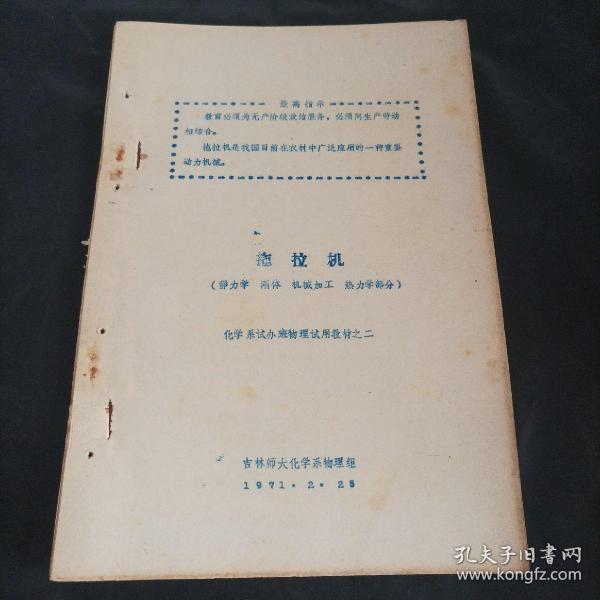 最高指示
教育必须为无产阶级政治服务，必须同生产劳动
相结合。
拖拉机是我国目前在农村中广泛应用的一种重要
动力机械。
拖拉机
（静力学 刚体 机械加工 热力学部分）
化学系试办班物理试用教材之二
吉林师大化学系物理组
1971.2.25
孔夫子旧书网
www.kongfz.com